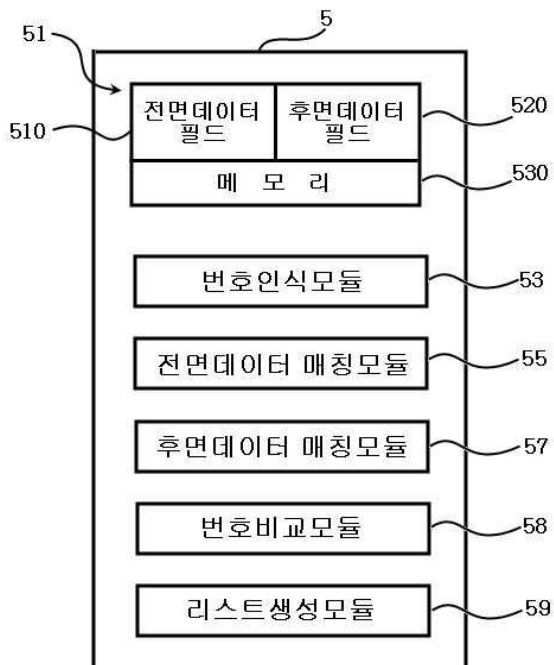 5
51
전면데이터
필드
후면데이터
필드
510
520
메 모 리
530
번호인식모듈
53
전면데이터 매칭모듈
55
후면데이터 매칭모듈
57
번호비교모듈
58
리스트생성모듈
59